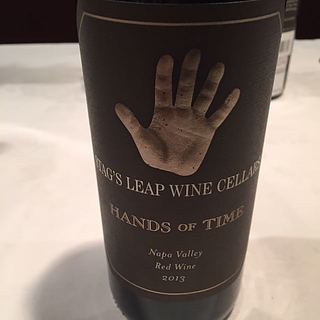 STAG'S LEAP WINE CELLARS
HANDS OF TIME
Napa Valley
Red Wine
2013